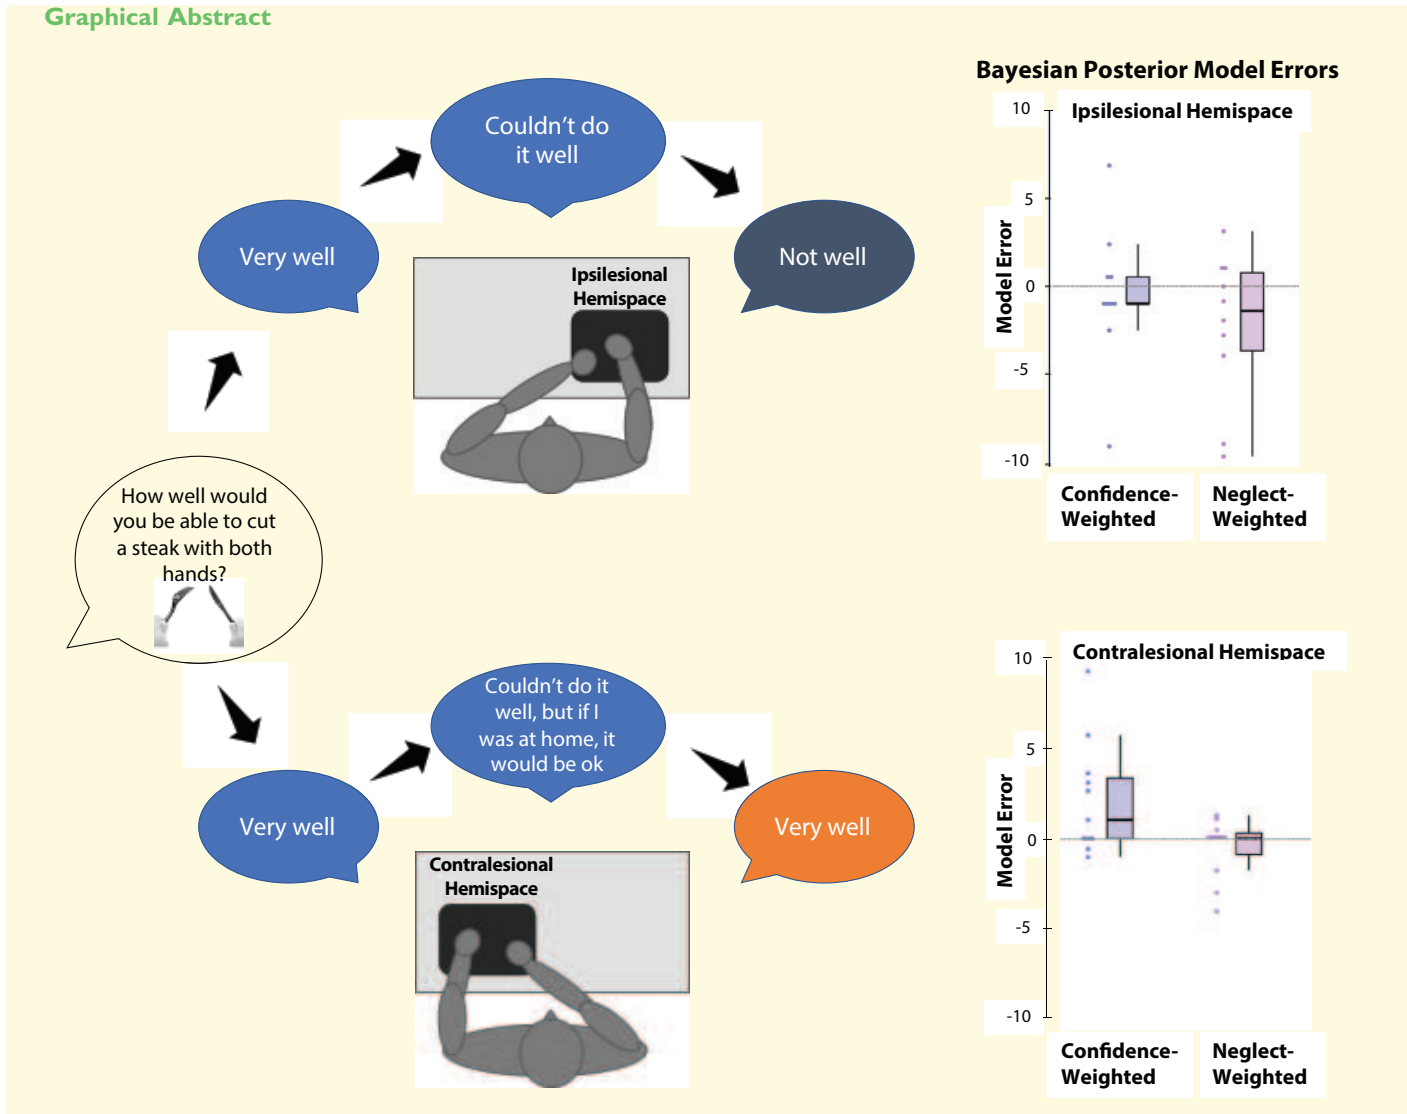 Graphical Abstract
How well would
you be able to cut
a steak with both
hands?
Very well
Couldn't do
it well
Not well
Ipsilesional
Hemispace
Very well
Couldn't do it
well, but if I
was at home, it
would be ok
Very well
Contralesional
Hemispace
Bayesian Posterior Model Errors
Ipsilesional Hemispace
Model Error
10
5
0
-5
-10
Confidence-
Weighted
Neglect-
Weighted
Contralesional Hemispace
Model Error
10
5
0
-5
-10
Confidence-
Weighted
Neglect-
Weighted